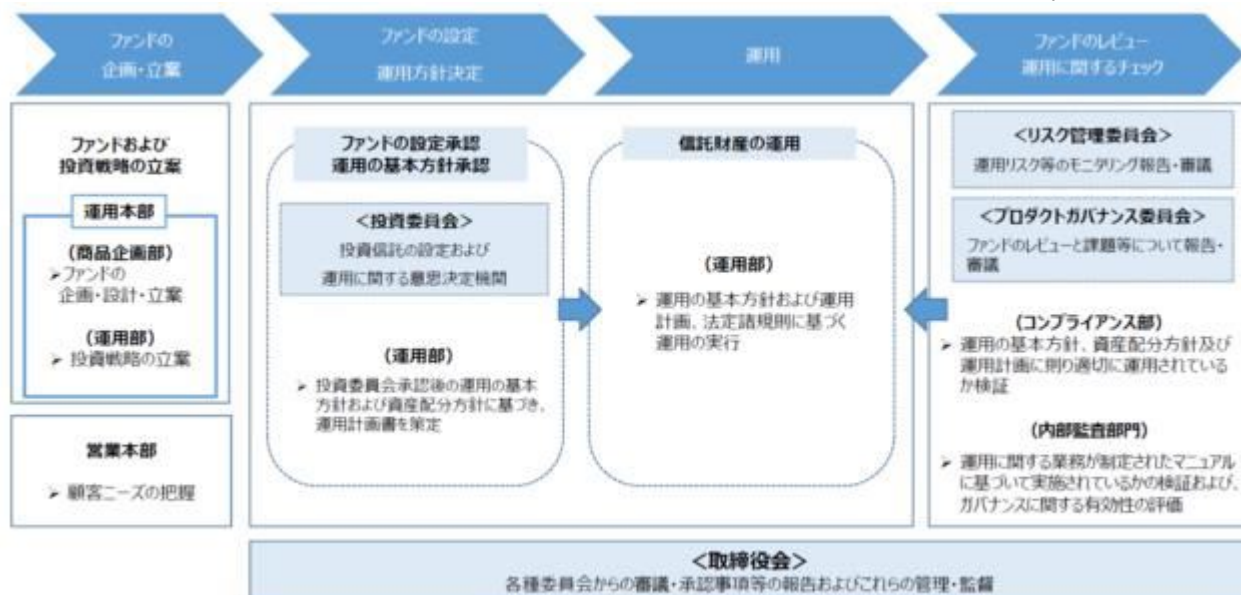 ファンドの
企画・立案
ファンドの設定
運用方針決定
運用
ファンドのレビュー
運用に関するチェック
ファンドおよび
投資戦略の立案
運用本部
(商品企画部)
➢ファンドの
企画・設計・立案
(運用部)
➢ 投資戦略の立案
営業本部
➢ 顧客ニーズの把握
ファンドの設定承認
運用の基本方針承認
<投資委員会>
投資信託の設定および
運用に関する意思決定機関
(運用部)
➢ 投資委員会承認後の運用の基本
方針および資産配分方針に基づき、
運用計画書を策定
信託財産の運用
(運用部)
➢ 運用の基本方針および運用
計画、法定諸規則に基づく
運用の実行
<リスク管理委員会>
運用リスク等のモニタリング報告・審議
<プロダクトガバナンス委員会>
ファンドのレビューと課題等について報告・
審議
(コンプライアンス部)
➢ 運用の基本方針、資産配分方針及び
運用計画に則り適切に運用されている
か検証
(内部監査部門)
➢ 運用に関する業務が制定されたマニュアル
に基づいて実施されているかの検証および、
ガバナンスに関する有効性の評価
<取締役会>
各種委員会からの審議・承認事項等の報告およびこれらの管理・監督